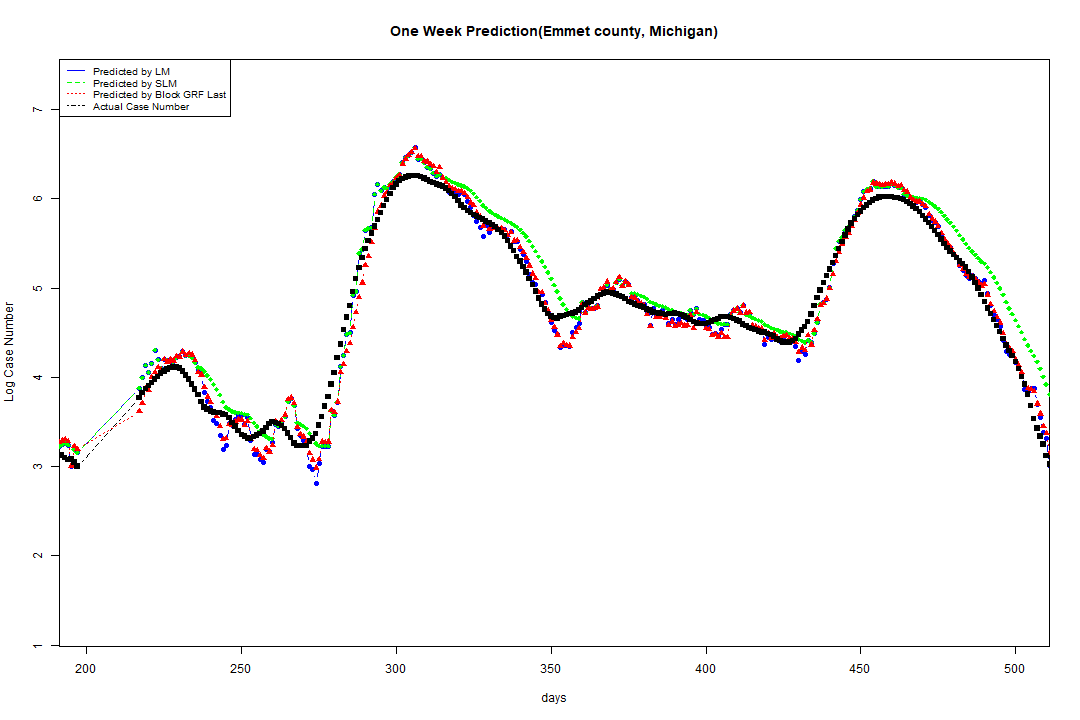 One Week Prediction(Emmet county, Michigan)
Predicted by LM
Predicted by SLM
Predicted by Block GRF Last
Actual Case Number
7
6
5
4
3
2
1
Log Case Number
200 250 300 350 400 450 500
days